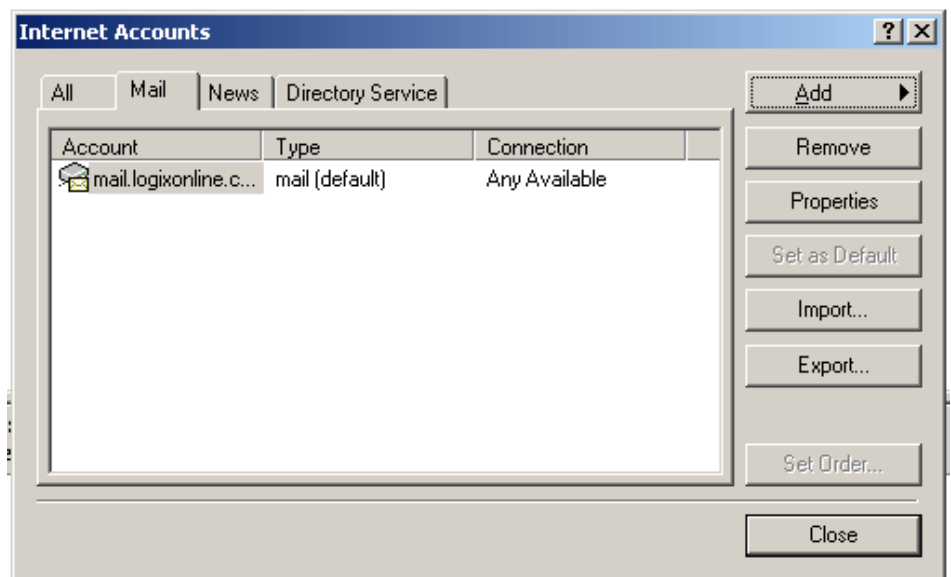 Internet Accounts
All Mail News Directory Service
Account Type Connection
mail.logixonline.c... mail (default) Any Available
Add
Remove
Properties
Set as Default
Import...
Export...
Set Order...
Close